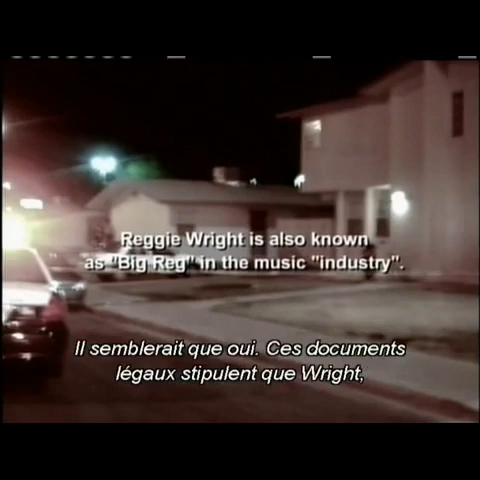 Reggie Wright is also known
as "Big Reg" in the music "industry".
Il semblerait que oui. Ces documents
légaux stipulent que Wright,